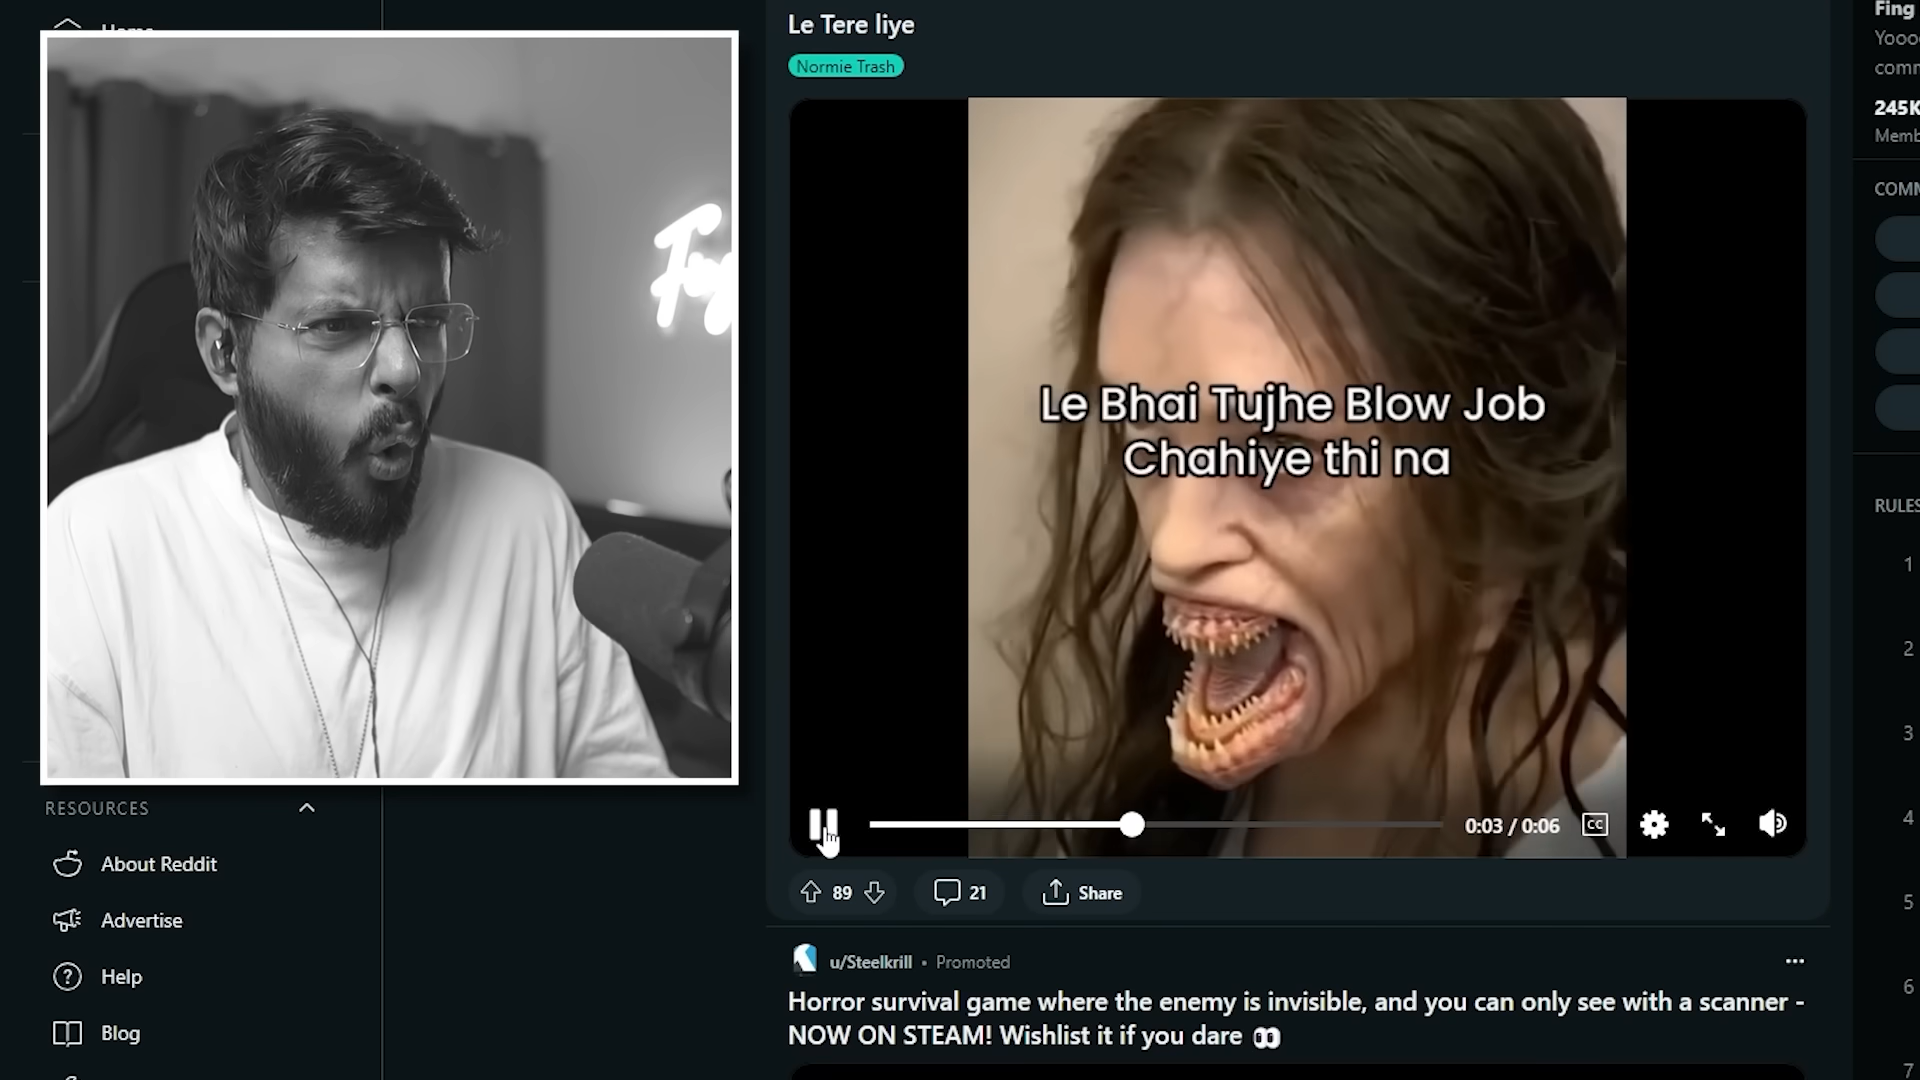 Home
Le Tere liye
Normie Trash
Le Bhai Tujhe Blow Job
Chahiye thi na
0:03 / 0:06
CC
89
21
Share
u/Steelkrill • Promoted
Horror survival game where the enemy is invisible, and you can only see with a scanner -
NOW ON STEAM! Wishlist it if you dare 👀
RESOURCES
About Reddit
Advertise
Help
Blog
Fing
245K
RULES
1
2
3
4
5
6
7